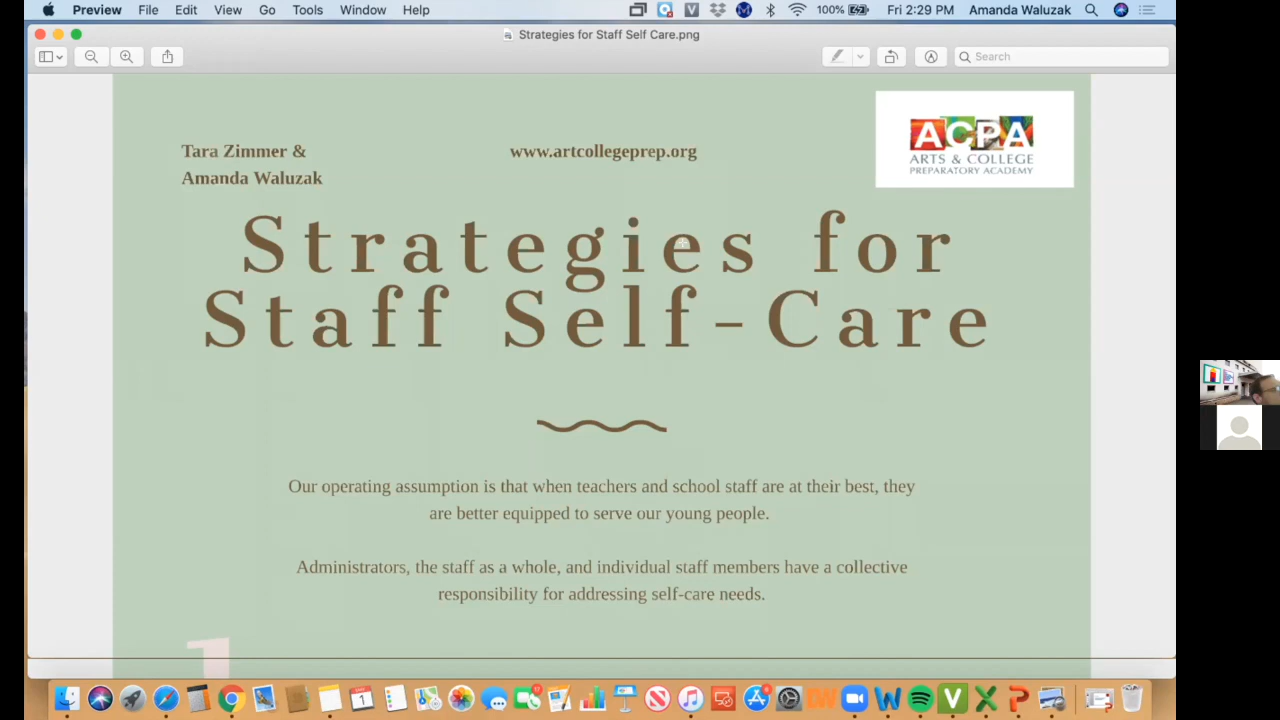 Preview File Edit View Go Tools Window Help 100% Fri 2:29 PM Amanda Waluzak
Strategies for Staff Self Care.png
Search
Tara Zimmer &
Amanda Waluzak
www.artcollegeprep.org
ACPA
ARTS & COLLEGE
PREPARATORY ACADEMY
Strategies for
Staff Self-Care
Our operating assumption is that when teachers and school staff are at their best, they
are better equipped to serve our young people.
Administrators, the staff as a whole, and individual staff members have a collective
responsibility for addressing self-care needs.
1